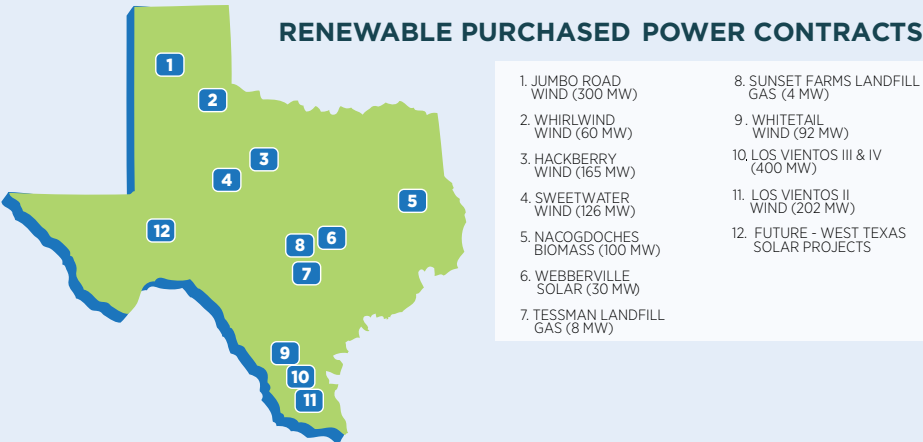 RENEWABLE PURCHASED POWER CONTRACTS
1
2
3
4
5
12
8
6
7
9
10
11
1. JUMBO ROAD
WIND (300 MW)
2. WHIRLWIND
WIND (60 MW)
3. HACKBERRY
WIND (165 MW)
4. SWEETWATER
WIND (126 MW)
5. NACOGDOCHES
BIOMASS (100 MW)
6. WEBBERVILLE
SOLAR (30 MW)
7. TESSMAN LANDFILL
GAS (8 MW)
8. SUNSET FARMS LANDFILL
GAS (4 MW)
9. WHITETAIL
WIND (92 MW)
10. LOS VIENTOS III & IV
(400 MW)
11. LOS VIENTOS II
WIND (202 MW)
12. FUTURE - WEST TEXAS
SOLAR PROJECTS